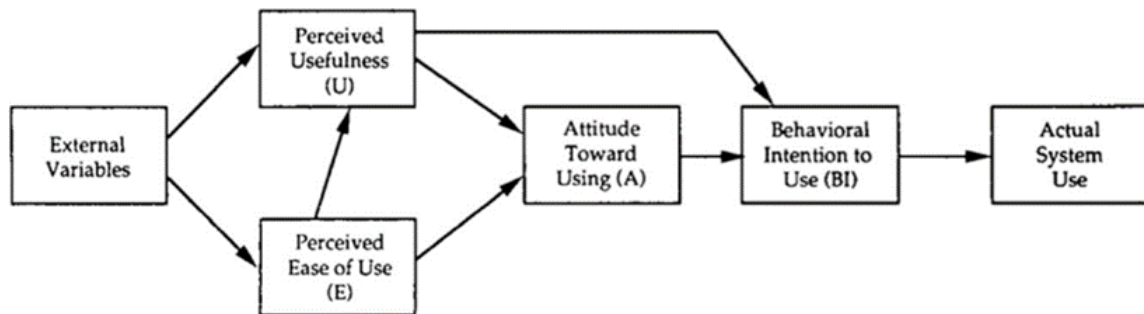 External
Variables
Perceived
Usefulness
(U)
Perceived
Ease of Use
(E)
Attitude
Toward
Using (A)
Behavioral
Intention to
Use (BI)
Actual
System
Use